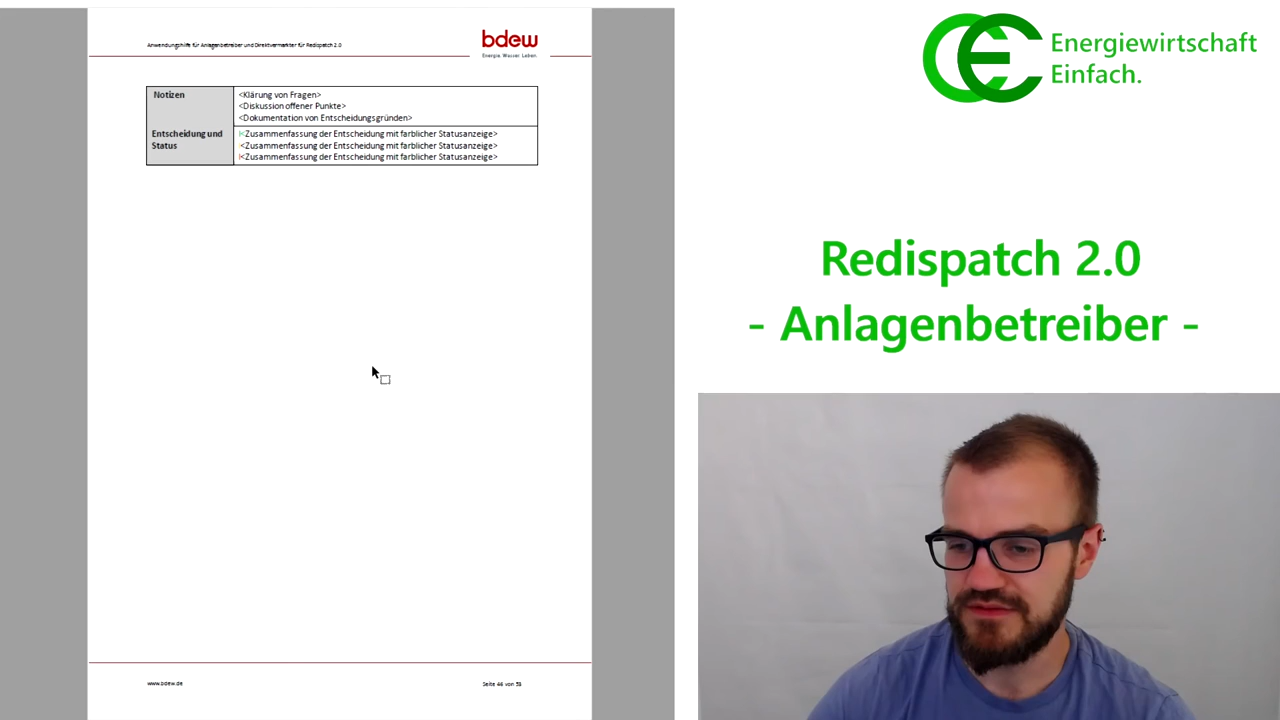 Anwendungshilfe für Anlagenbetreiber und Direktvermarkter für Redispatch 2.0
bdew
Energie. Wasser. Leben.
Notizen
<Klärung von Fragen>
<Diskussion offener Punkte>
<Dokumentation von Entscheidungsgründen>
Entscheidung und
Status
<Zusammenfassung der Entscheidung mit farblicher Statusanzeige>
<Zusammenfassung der Entscheidung mit farblicher Statusanzeige>
<Zusammenfassung der Entscheidung mit farblicher Statusanzeige>
www.bdew.de
Seite 46 von 53
Energiewirtschaft
Einfach.
Redispatch 2.0
- Anlagenbetreiber -